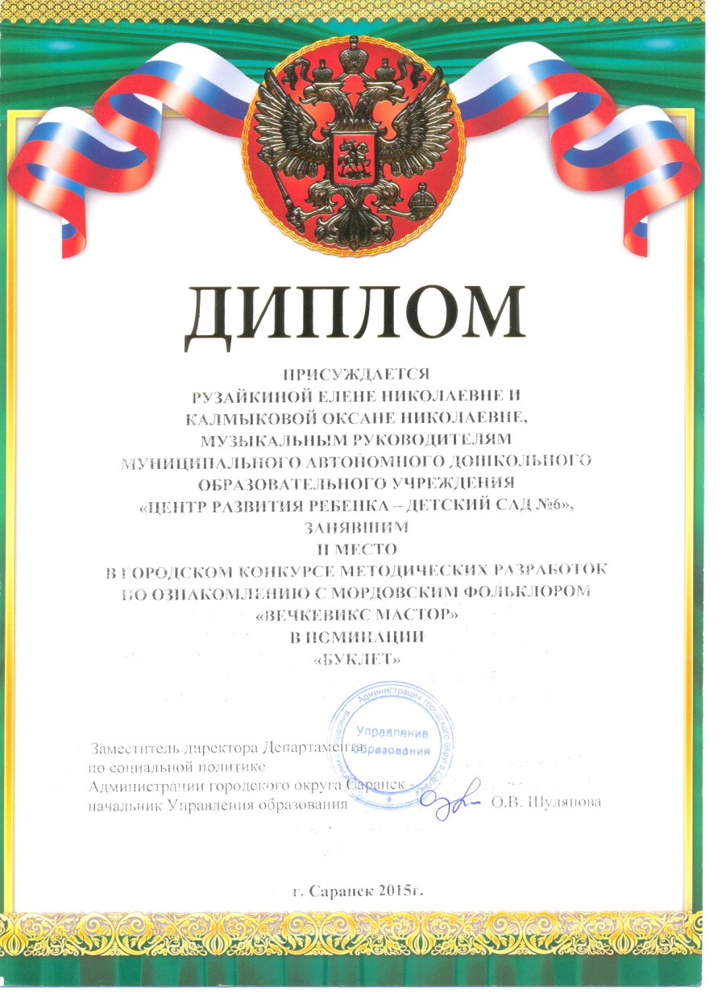 ДИПЛОМ
ПРИСУЖДАЕТСЯ
РУЗАЙКИНОЙ ЕЛЕНЕ НИКОЛАЕВНЕ И
КАЛМЫКОВОЙ ОКСАНЕ НИКОЛАЕВНЕ,
МУЗЫКАЛЬНЫМ РУКОВОДИТЕЛЯМ
МУНИЦИПАЛЬНОГО АВТОНОМНОГО ДОШКОЛЬНОГО
ОБРАЗОВАТЕЛЬНОГО УЧРЕЖДЕНИЯ
«ЦЕНТР РАЗВИТИЯ РЕБЕНКА – ДЕТСКИЙ САД №6»,
ЗАНЯВШИМ
II МЕСТО
В ГОРОДСКОМ КОНКУРСЕ МЕТОДИЧЕСКИХ РАЗРАБОТОК
ПО ОЗНАКОМЛЕНИЮ С МОРДОВСКИМ ФОЛЬКЛОРОМ
«ВЕЧКЕВИКС МАСТОР»
В НОМИНАЦИИ
«БУКЛЕТ»
Администрация городского округа Саранск
Управление
образования
Заместитель директора Департамента
по социальной политике
Администрации городского округа Саранск -
начальник Управления образования О.В. Шуляпова
г. Саранск 2015г.